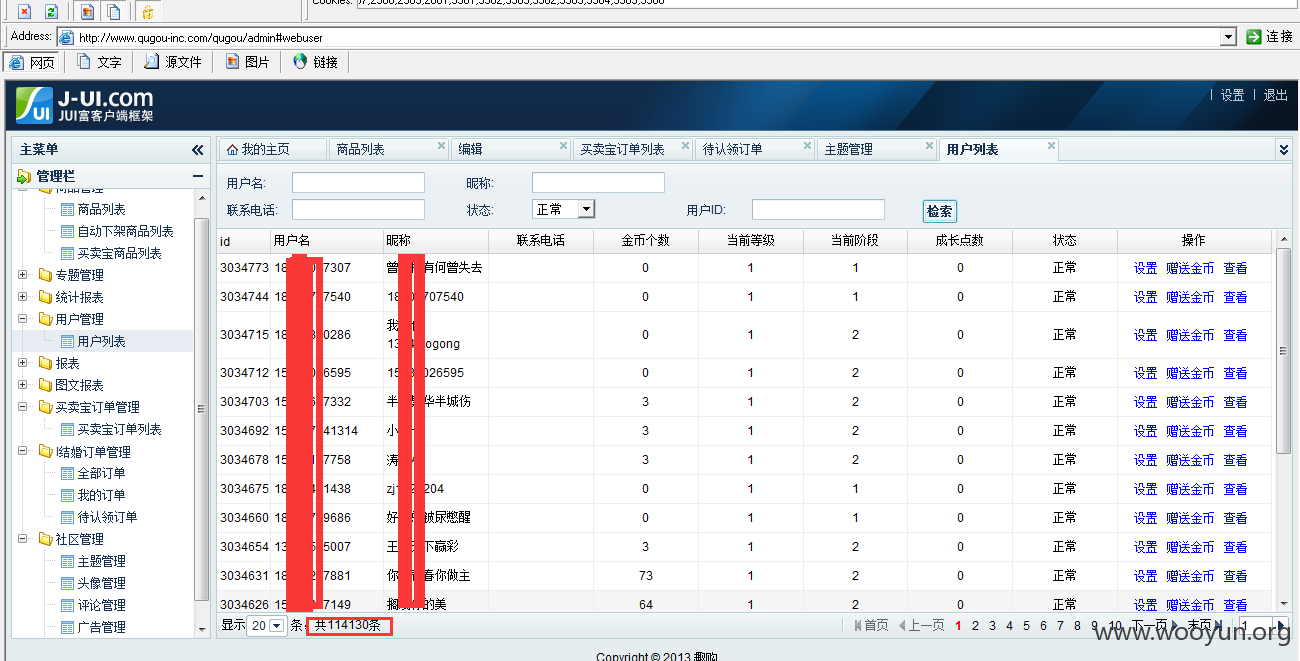 Cookies: 
Address: http://www.qugou-inc.com/qugou/admin#webuser 连接
网页 文字 源文件 图片 链接
J-UI.com
JUI富客户端框架
设置 退出
主菜单
管理栏
商品管理
商品列表
自动下架商品列表
买卖宝商品列表
专题管理
统计报表
用户管理
用户列表
报表
图文报表
买卖宝订单管理
买卖宝订单列表
I结婚订单管理
全部订单
我的订单
待认领订单
社区管理
主题管理
头像管理
评论管理
广告管理
我的主页 商品列表 编辑 买卖宝订单列表 待认领订单 主题管理 用户列表
用户名: 昵称:
联系电话: 状态: 正常 用户ID: 检索
id 用户名 昵称 联系电话 金币个数 当前等级 当前阶段 成长点数 状态 操作
3034773 18 7307 曾 有何曾失去 0 1 1 0 正常 设置 赠送金币 查看
3034744 18 7540 18 707540 0 1 1 0 正常 设置 赠送金币 查看
3034715 18 0286 我 13 ogong 0 1 2 0 正常 设置 赠送金币 查看
3034712 15 6595 15 026595 0 1 2 0 正常 设置 赠送金币 查看
3034703 15 7332 半 华半城伤 3 1 2 0 正常 设置 赠送金币 查看
3034692 15 41314 小 3 1 2 0 正常 设置 赠送金币 查看
3034678 15 7758 涛 3 1 2 0 正常 设置 赠送金币 查看
3034675 18 1438 zj 204 0 1 1 0 正常 设置 赠送金币 查看
3034660 18 9686 好 被尿憋醒 0 1 1 0 正常 设置 赠送金币 查看
3034654 13 5007 王 下赢彩 3 1 2 0 正常 设置 赠送金币 查看
3034631 18 7881 你 春你做主 73 1 2 0 正常 设置 赠送金币 查看
3034626 15 7149 搁 的美 64 1 2 0 正常 设置 赠送金币 查看
显示 20 条 共114130条 首页 上一页 1 2 3 4 5 6 7 8 9 10 下一页 末页 1
www.wooyun.org
Copyright © 2013 趣购